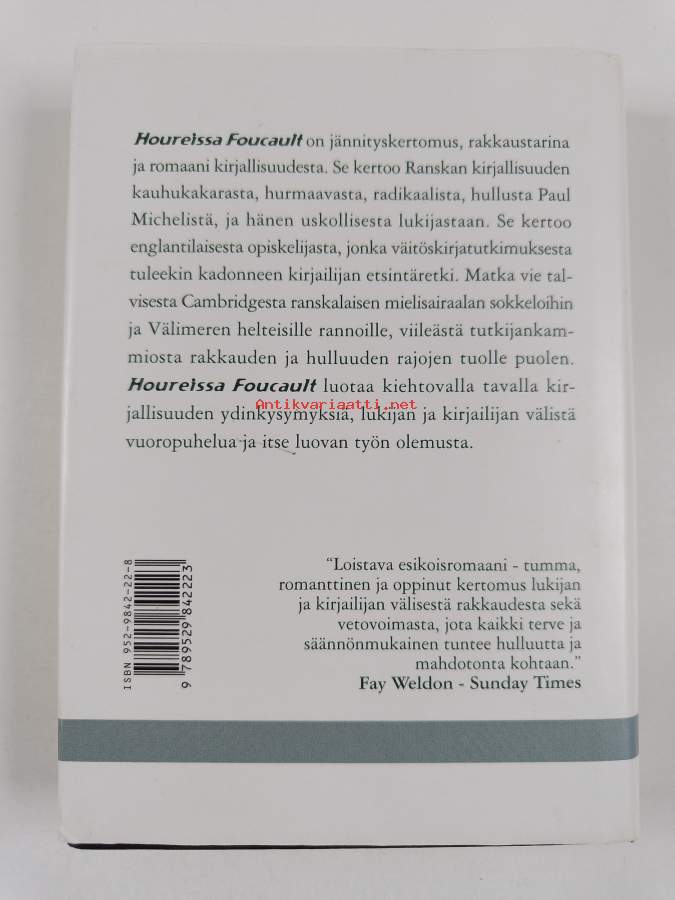 Houreissa Foucault on jännityskertomus, rakkaustarina
ja romaani kirjallisuudesta. Se kertoo Ranskan kirjallisuuden
kauhukakarasta, hurmaavasta, radikaalista, hullusta Paul
Michelistä, ja hänen uskollisesta lukijastaan. Se kertoo
englantilaisesta opiskelijasta, jonka väitöskirjatutkimuksesta
tuleekin kadonneen kirjailijan etsintäretki. Matka vie tal-
visesta Cambridgesta ranskalaisen mielisairaalan sokkeloihin
ja Välimeren helteisille rannoille, viileästä tutkijankam-
miosta rakkauden ja hulluuden rajojen tuolle puolen.
Houreissa Foucault luotaa kiehtovalla tavalla kir-
Antikvariaatti.net
jallisuuden ydinkysymyksiä, lukijan ja kirjailijan välistä
vuoropuhelua ja itse luovan työn olemusta.
ISBN 952-9842-22-8
9 789529 842223
“Loistava esikoisromaani - tumma,
romanttinen ja oppinut kertomus lukijan
ja kirjailijan välisestä rakkaudesta sekä
vetovoimasta, jota kaikki terve ja
säännönmukainen tuntee hulluutta ja
mahdotonta kohtaan.”
Fay Weldon - Sunday Times